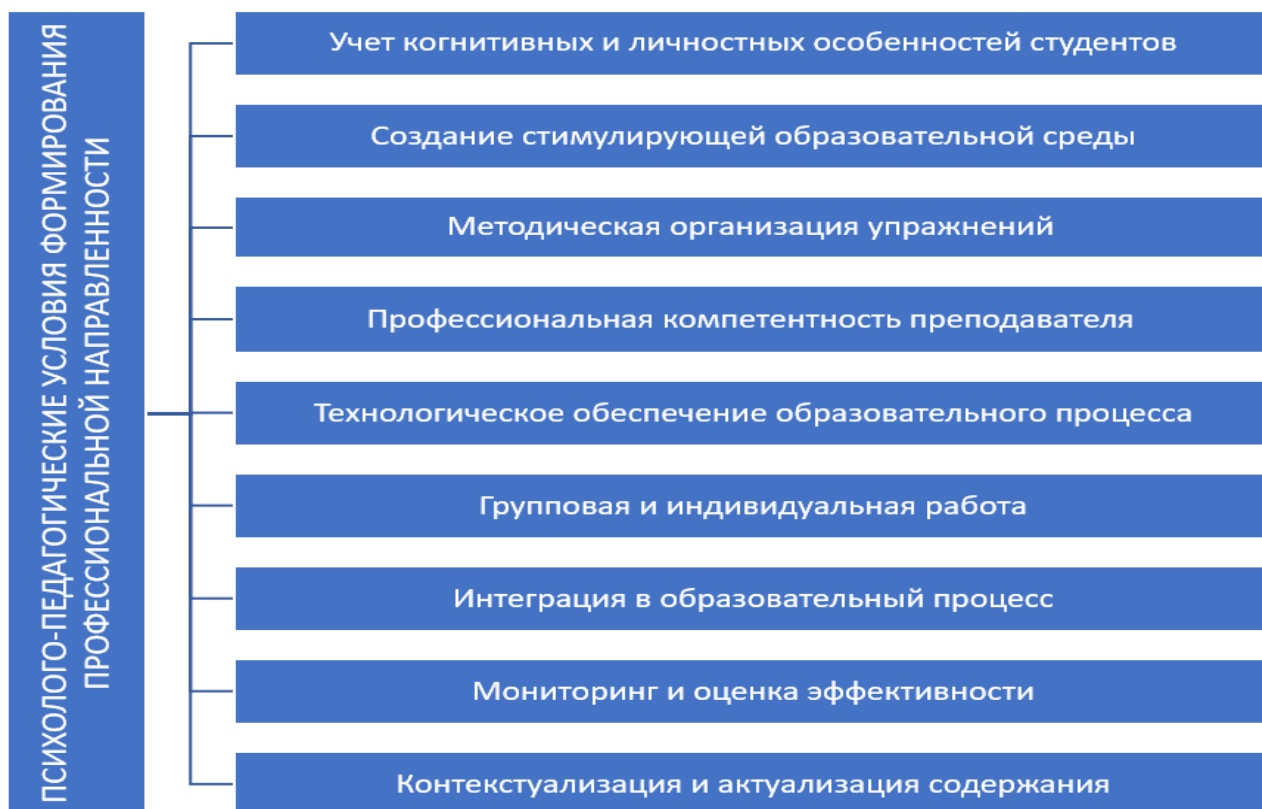 ПСИХОЛОГО-ПЕДАГОГИЧЕСКИЕ УСЛОВИЯ ФОРМИРОВАНИЯ
ПРОФЕССИОНАЛЬНОЙ НАПРАВЛЕННОСТИ
Учет когнитивных и личностных особенностей студентов
Создание стимулирующей образовательной среды
Методическая организация упражнений
Профессиональная компетентность преподавателя
Технологическое обеспечение образовательного процесса
Групповая и индивидуальная работа
Интеграция в образовательный процесс
Мониторинг и оценка эффективности
Контекстуализация и актуализация содержания